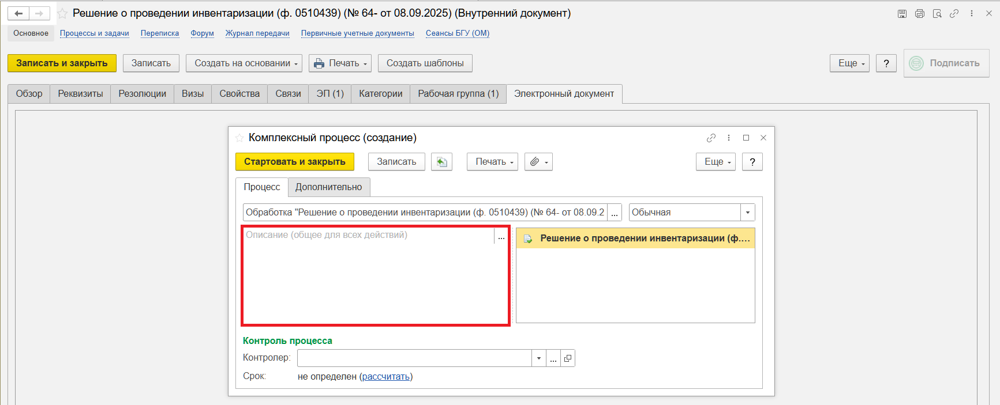 Решение о проведении инвентаризации (ф. 0510439) (№ 64- от 08.09.2025) (Внутренний документ)
Основное Процессы и задачи Переписка Форум Журнал передачи Первичные учетные документы Сеансы БГУ (ОМ)
Записать и закрыть Записать Создать на основании Печать Создать шаблоны Еще ? Подписать
Обзор Реквизиты Резолюции Визы Свойства Связи ЭП (1) Категории Рабочая группа (1) Электронный документ
Комплексный процесс (создание)
Стартовать и закрыть Записать Печать Еще ?
Процесс Дополнительно
Обработка "Решение о проведении инвентаризации (ф. 0510439) (№ 64- от 08.09.2 ... Обычная
Описание (общее для всех действий) ... Решение о проведении инвентаризации (ф....
Контроль процесса
Контролер: ...
Срок: не определен (рассчитать)